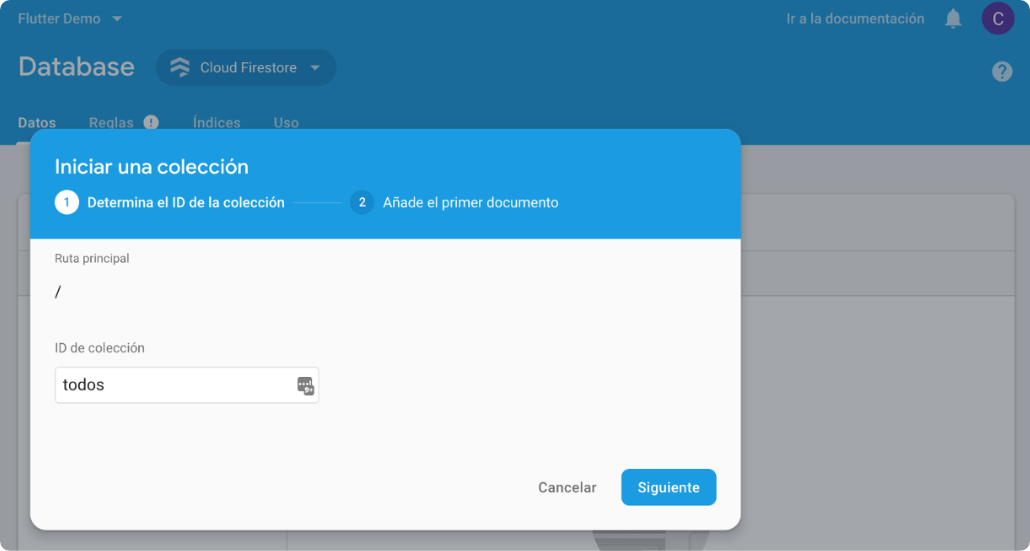 Flutter Demo
Ir a la documentación
C
Database
Cloud Firestore
?
Datos
Reglas
!
Índices
Uso
Iniciar una colección
1 Determina el ID de la colección
2 Añade el primer documento
Ruta principal
/
ID de colección
todos
Cancelar
Siguiente